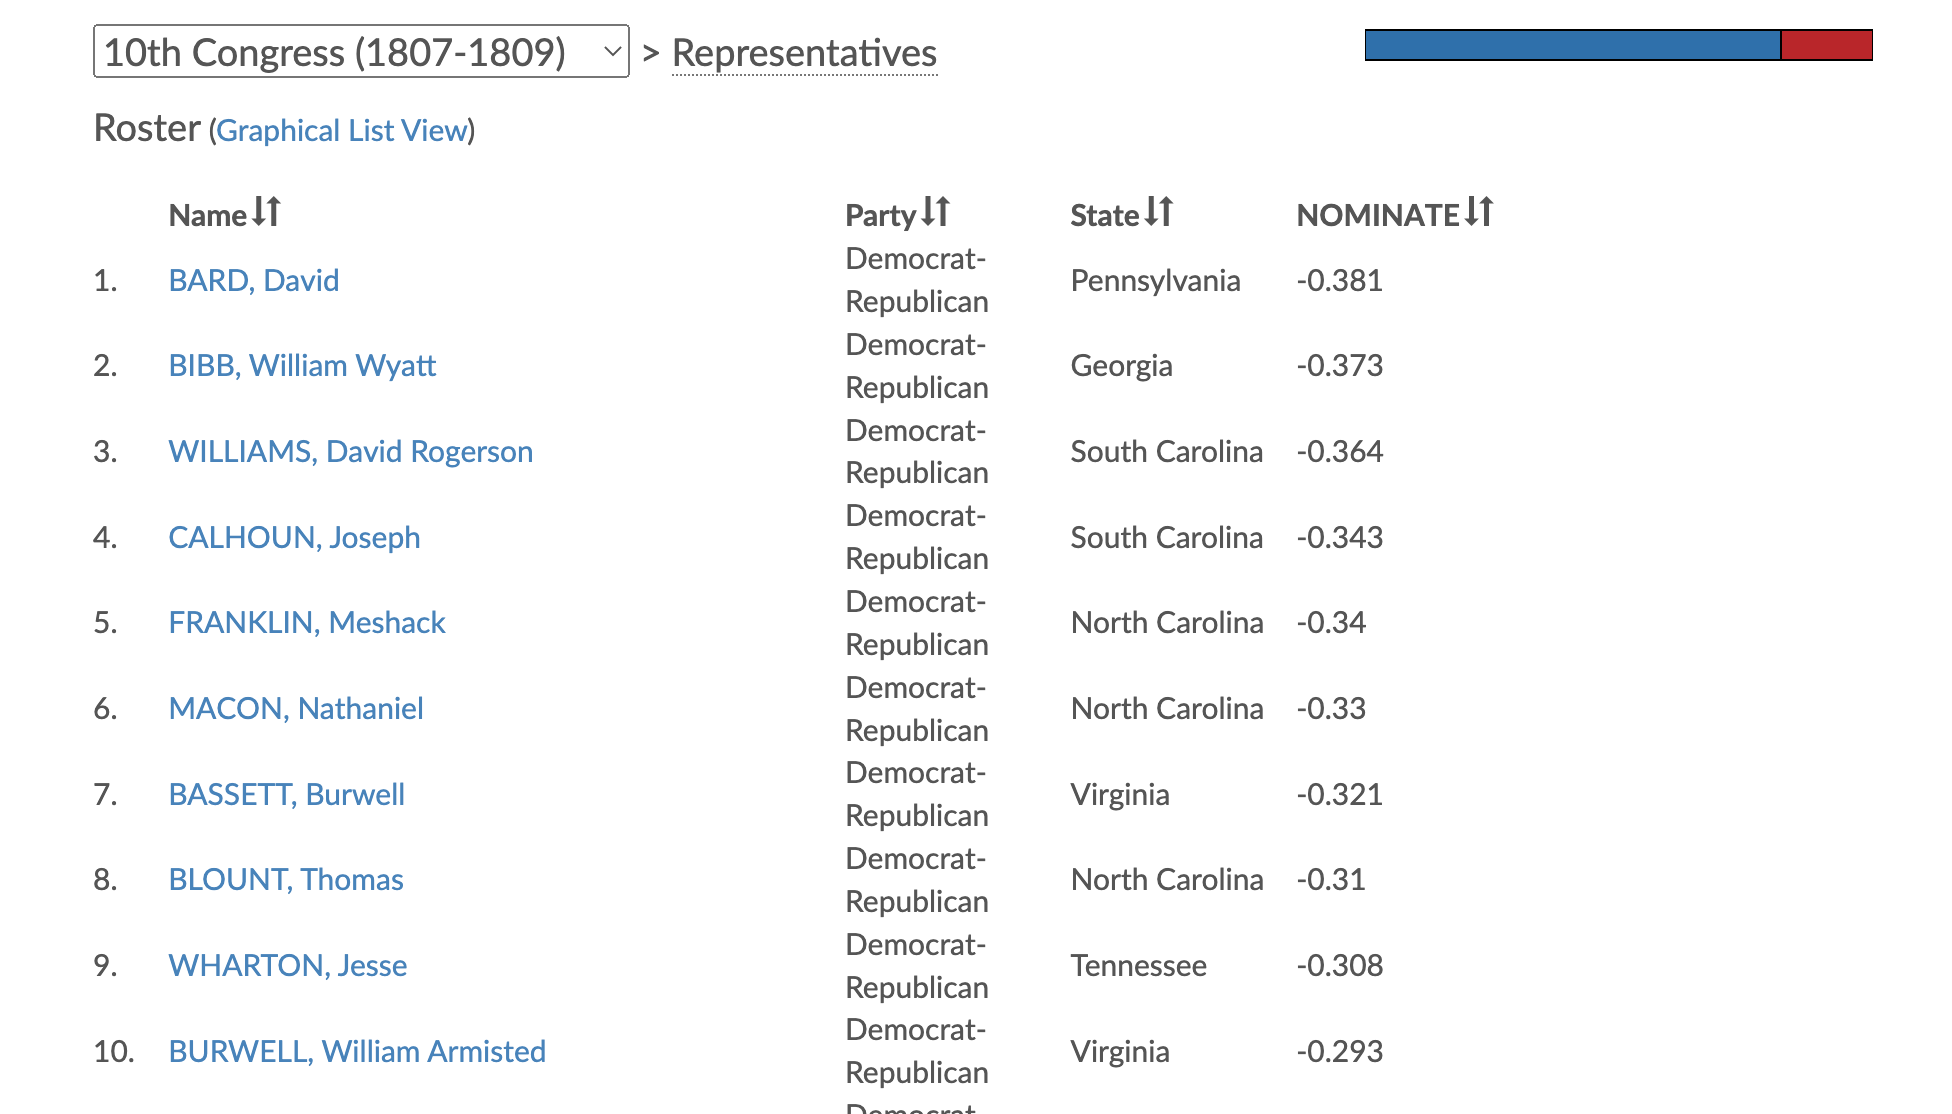 10th Congress (1807-1809) > Representatives
Roster (Graphical List View)
Name Party State NOMINATE
1. BARD, David Democrat-Republican Pennsylvania -0.381
2. BIBB, William Wyatt Democrat-Republican Georgia -0.373
3. WILLIAMS, David Rogerson Democrat-Republican South Carolina -0.364
4. CALHOUN, Joseph Democrat-Republican South Carolina -0.343
5. FRANKLIN, Meshack Democrat-Republican North Carolina -0.34
6. MACON, Nathaniel Democrat-Republican North Carolina -0.33
7. BASSETT, Burwell Democrat-Republican Virginia -0.321
8. BLOUNT, Thomas Democrat-Republican North Carolina -0.31
9. WHARTON, Jesse Democrat-Republican Tennessee -0.308
10. BURWELL, William Armisted Democrat-Republican Virginia -0.293